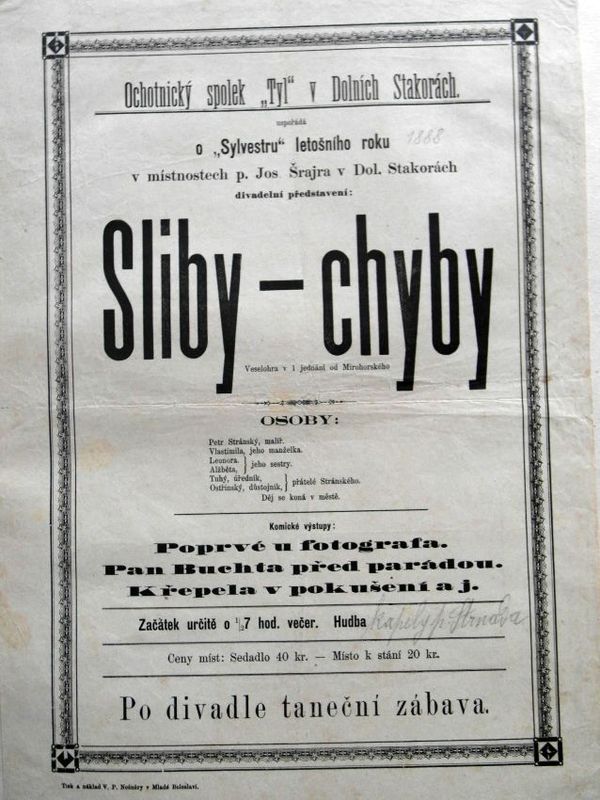 Ochotnický spolek „Tyl“ v Dolních Stakorách.
uspořádá
o „Sylvestru“ letošního roku 1888
v místnostech p. Jos. Šrajra v Dol. Stakorách
divadelní představení:
Sliby – chyby
Veselohra v 1 jednání od Mirohorského
OSOBY:
Petr Stránský, malíř.
Vlastimila, jeho manželka.
Leonora, } jeho sestry.
Alžběta,
Tuhý, úředník, } přátelé Stránského.
Ostřinský, důstojník,
Děj se koná v městě.
Komické výstupy:
Poprvé u fotografa.
Pan Buchta před parádou.
Křepela v pokušení a j.
Začátek určitě o ½7 hod. večer. Hudba kapely p. Strnada
Ceny míst: Sedadlo 40 kr. — Místo k stání 20 kr.
Po divadle taneční zábava.
Tisk a náklad V. P. Nešněry v Mladé Boleslavi.